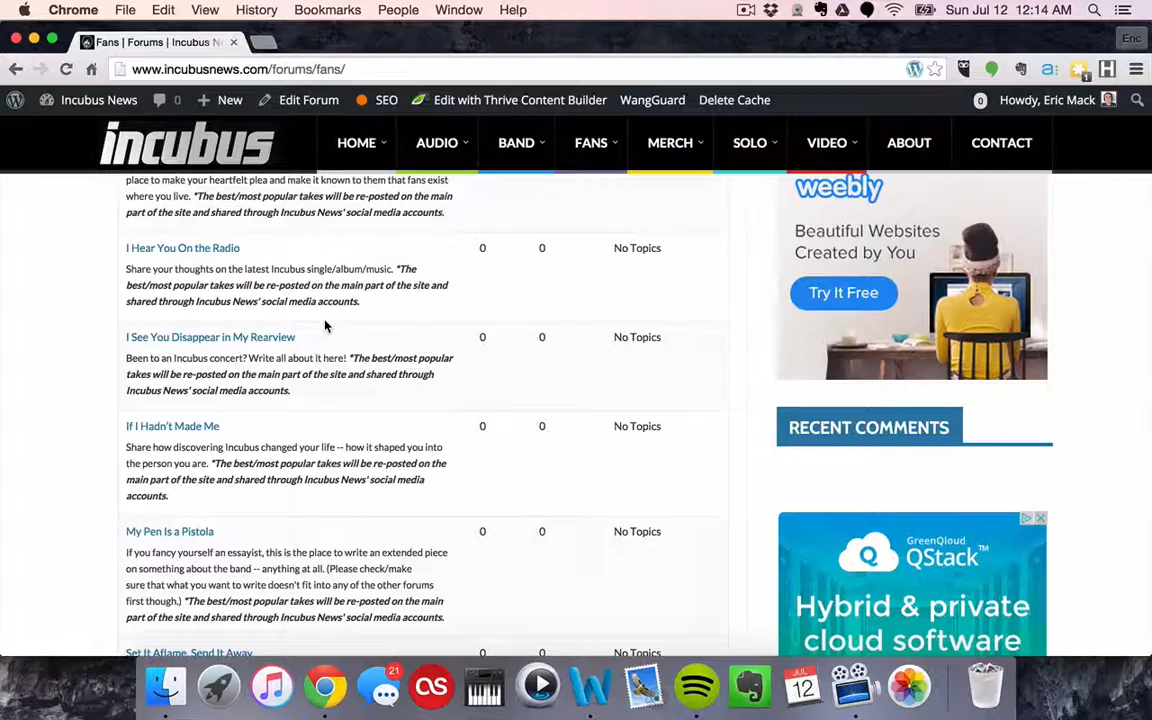 Chrome File Edit View History Bookmarks People Window Help Sun Jul 12 12:14 AM
Fans | Forums | Incubus Ne Eric
www.incubusnews.com/forums/fans/ 1
Incubus News 0 New Edit Forum SEO Edit with Thrive Content Builder WangGuard Delete Cache 0 Howdy, Eric Mack
incubus HOME AUDIO BAND FANS MERCH SOLO VIDEO ABOUT CONTACT
place to make your heartfelt plea and make it known to them that fans exist
where you live. *The best/most popular takes will be re-posted on the main
part of the site and shared through Incubus News' social media accounts.
I Hear You On the Radio 0 0 No Topics
Share your thoughts on the latest Incubus single/album/music. *The
best/most popular takes will be re-posted on the main part of the site and
shared through Incubus News' social media accounts.
I See You Disappear in My Rearview 0 0 No Topics
Been to an Incubus concert? Write all about it here! *The best/most popular
takes will be re-posted on the main part of the site and shared through
Incubus News' social media accounts.
If I Hadn't Made Me 0 0 No Topics
Share how discovering Incubus changed your life -- how it shaped you into
the person you are. *The best/most popular takes will be re-posted on the
main part of the site and shared through Incubus News' social media
accounts.
My Pen Is a Pistola 0 0 No Topics
If you fancy yourself an essayist, this is the place to write an extended piece
on something about the band -- anything at all. (Please check/make
sure that what you want to write doesn't fit into any of the other forums
first though.) *The best/most popular takes will be re-posted on the main
part of the site and shared through Incubus News' social media accounts.
Set It Aflame, Send It Away 0 0 No Topics
weebly
Beautiful Websites
Created by You
Try It Free
RECENT COMMENTS
GreenQloud
QStack™
Hybrid & private
cloud software
21
JUL
12